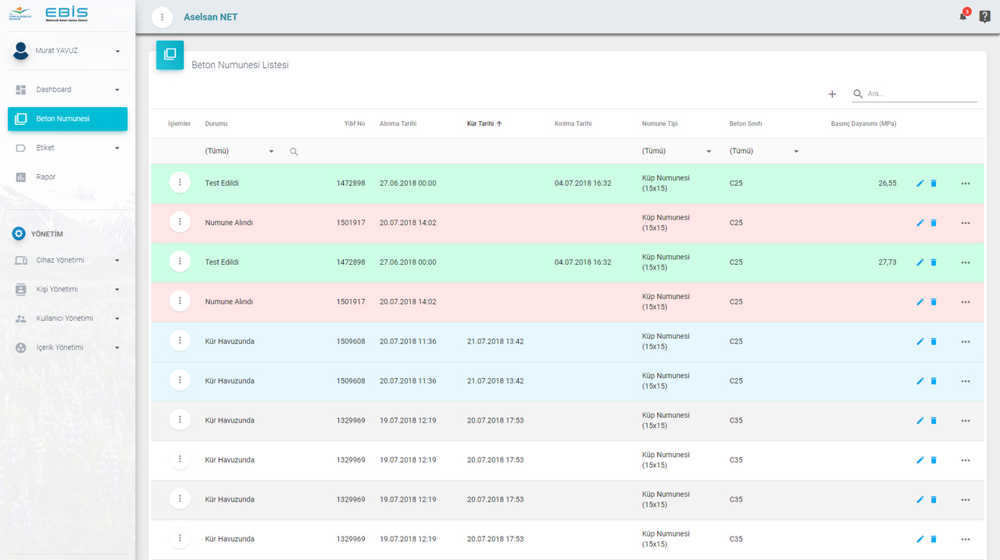 EBİS
Elektronik Beton İzleme Sistemi
Aselsan NET
5
Murat YAVUZ
Dashboard
Beton Numunesi
Etiket
Rapor
YÖNETİM
Cihaz Yönetimi
Kişi Yönetimi
Kullanıcı Yönetimi
İçerik Yönetimi
Beton Numunesi Listesi
Ara...
İşlemler Durumu Yibf No Alınma Tarihi Kür Tarihi Kırılma Tarihi Numune Tipi Beton Sınıfı Basınç Dayanımı (MPa)
(Tümü) (Tümü) (Tümü)
Test Edildi 1472898 27.06.2018 00:00 04.07.2018 16:32 Küp Numunesi C25 26,55
(15x15)
Numune Alındı 1501917 20.07.2018 14:02 Küp Numunesi C25
(15x15)
Test Edildi 1472898 27.06.2018 00:00 04.07.2018 16:32 Küp Numunesi C25 27,73
(15x15)
Numune Alındı 1501917 20.07.2018 14:02 Küp Numunesi C25
(15x15)
Kür Havuzunda 1509608 20.07.2018 11:36 21.07.2018 13:42 Küp Numunesi C25
(15x15)
Kür Havuzunda 1509608 20.07.2018 11:36 21.07.2018 13:42 Küp Numunesi C25
(15x15)
Kür Havuzunda 1329969 19.07.2018 12:19 20.07.2018 17:53 Küp Numunesi C35
(15x15)
Kür Havuzunda 1329969 19.07.2018 12:19 20.07.2018 17:53 Küp Numunesi C35
(15x15)
Kür Havuzunda 1329969 19.07.2018 12:19 20.07.2018 17:53 Küp Numunesi C35
(15x15)
Kür Havuzunda 1329969 19.07.2018 12:19 20.07.2018 17:53 Küp Numunesi C35
(15x15)